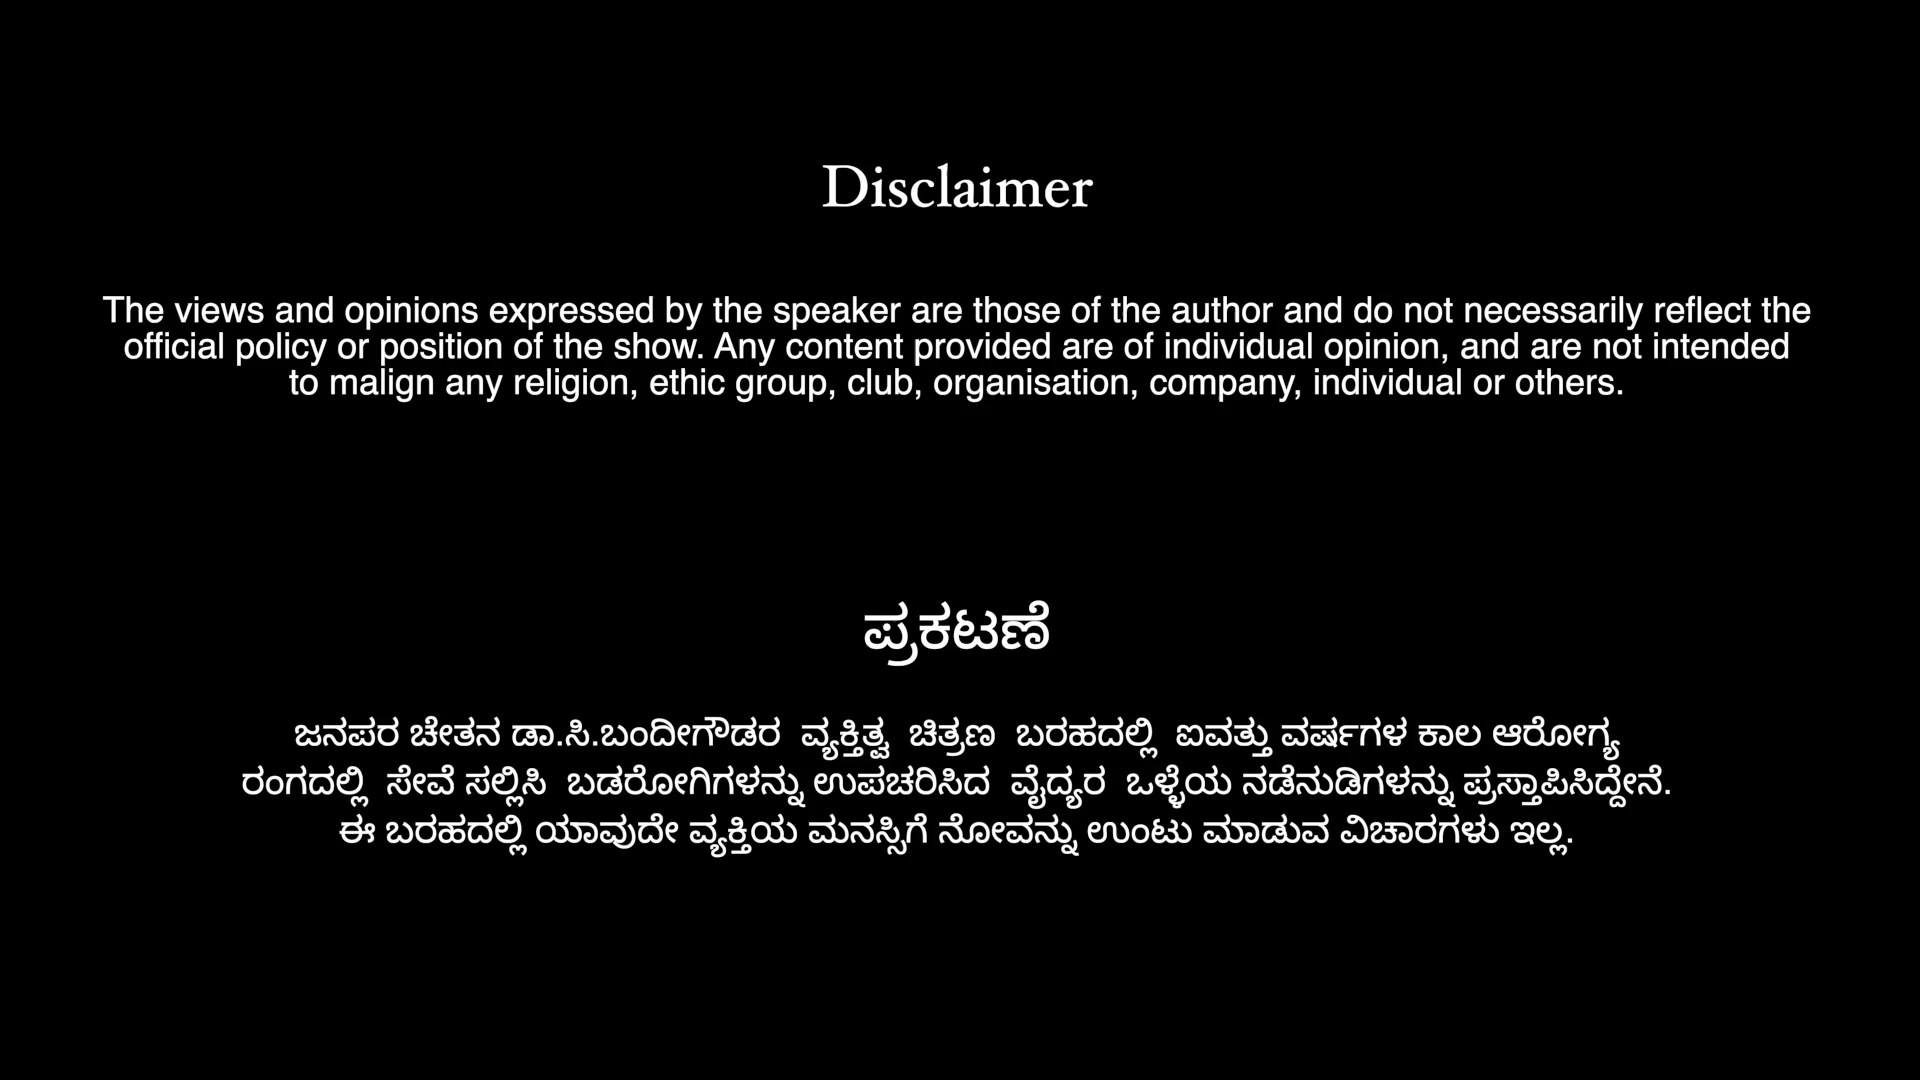 Disclaimer
The views and opinions expressed by the speaker are those of the author and do not necessarily reflect the
official policy or position of the show. Any content provided are of individual opinion, and are not intended
to malign any religion, ethic group, club, organisation, company, individual or others.
ಪ್ರಕಟಣೆ
ಜನಪರ ಚೇತನ ಡಾ.ಸಿ.ಬಂದೀಗೌಡರ ವ್ಯಕ್ತಿತ್ವ ಚಿತ್ರಣ ಬರಹದಲ್ಲಿ ಐವತ್ತು ವರ್ಷಗಳ ಕಾಲ ಆರೋಗ್ಯ
ರಂಗದಲ್ಲಿ ಸೇವೆ ಸಲ್ಲಿಸಿ ಬಡರೋಗಿಗಳನ್ನು ಉಪಚರಿಸಿದ ವೈದ್ಯರ ಒಳ್ಳೆಯ ನಡೆನುಡಿಗಳನ್ನು ಪ್ರಸ್ತಾಪಿಸಿದ್ದೇನೆ.
ಈ ಬರಹದಲ್ಲಿ ಯಾವುದೇ ವ್ಯಕ್ತಿಯ ಮನಸ್ಸಿಗೆ ನೋವನ್ನು ಉಂಟು ಮಾಡುವ ವಿಚಾರಗಳು ಇಲ್ಲ.